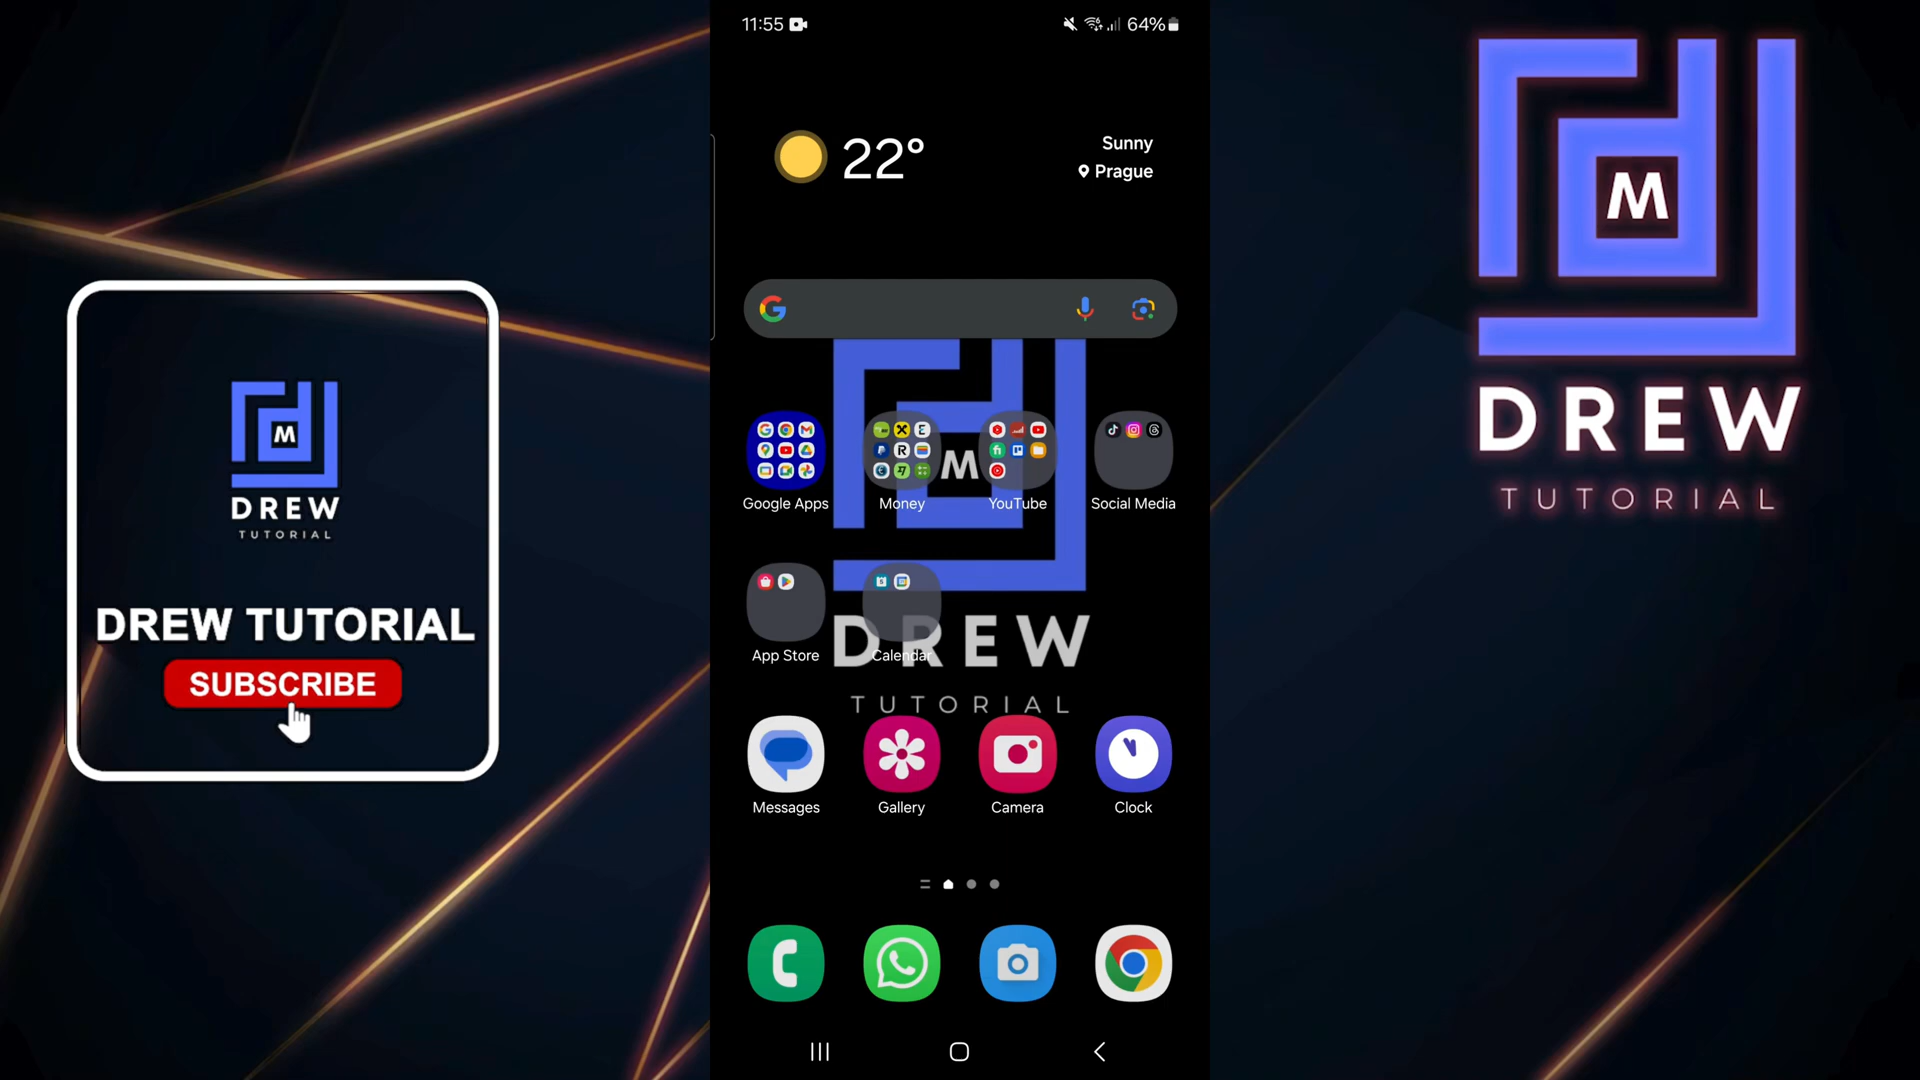 11:55
64%
22°
Sunny
Prague
M
DREW
TUTORIAL
M
DREW
TUTORIAL
DREW TUTORIAL
SUBSCRIBE
M
Google Apps
Money
YouTube
Social Media
App Store
Calendar
DREW
TUTORIAL
Messages
Gallery
Camera
Clock